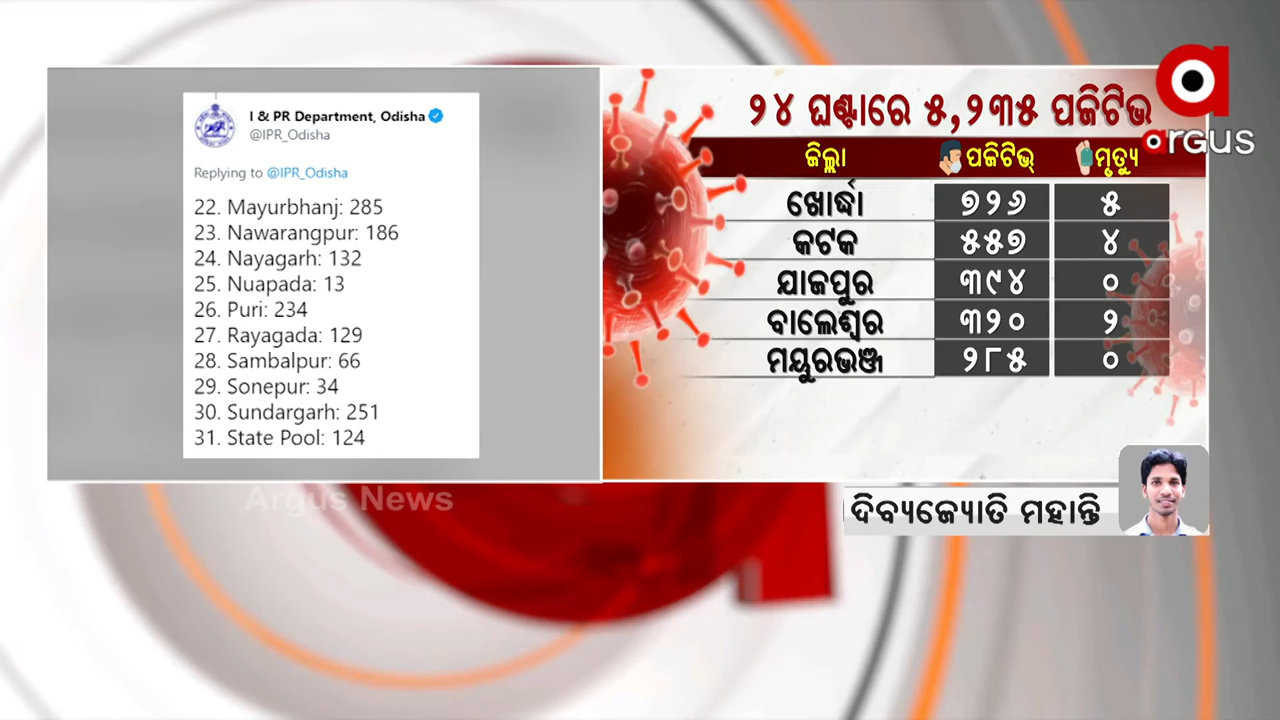 I & PR Department, Odisha
@IPR_Odisha
Replying to @IPR_Odisha
22. Mayurbhanj: 285
23. Nawarangpur: 186
24. Nayagarh: 132
25. Nuapada: 13
26. Puri: 234
27. Rayagada: 129
28. Sambalpur: 66
29. Sonepur: 34
30. Sundargarh: 251
31. State Pool: 124
୨୪ ଘଣ୍ଟାରେ ୫,୨୩୫ ପଜିଟିଭ
ଜିଲ୍ଲା ପଜିଟିଭ୍ ମୃତ୍ୟୁ
ଖୋର୍ଦ୍ଧା ୭୨୬ ୫
କଟକ ୫୫୭ ୪
ଯାଜପୁର ୩୯୪ ୦
ବାଲେଶ୍ୱର ୩୨୦ ୨
ମୟୁରଭଞ୍ଜ ୨୮୫ ୦
argus
Argus News
ଦିବ୍ୟଜ୍ୟୋତି ମହାନ୍ତି